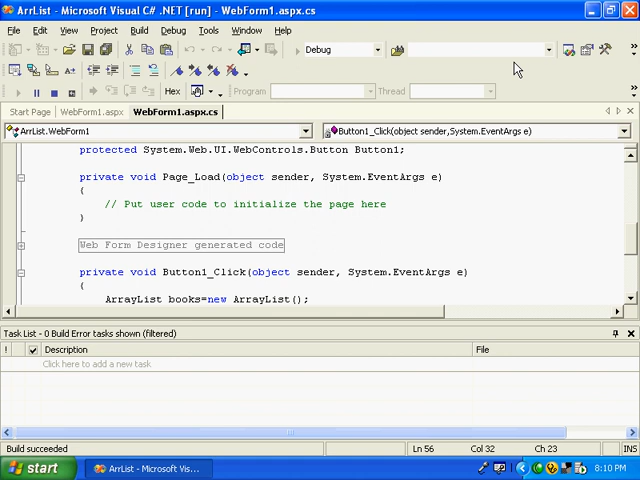 ArrList - Microsoft Visual C# .NET [run] - WebForm1.aspx.cs
File Edit View Project Build Debug Tools Window Help
Debug
Hex Program Thread
Start Page WebForm1.aspx WebForm1.aspx.cs
ArrList.WebForm1 Button1_Click(object sender,System.EventArgs e)
protected System.Web.UI.WebControls.Button Button1;
private void Page_Load(object sender, System.EventArgs e)
{
// Put user code to initialize the page here
}
Web Form Designer generated code
private void Button1_Click(object sender, System.EventArgs e)
{
ArrayList books=new ArrayList();
Task List - 0 Build Error tasks shown (filtered)
! Description File
Click here to add a new task
Build succeeded Ln 56 Col 32 Ch 23 INS
start ArrList - Microsoft Vis... 8:10 PM